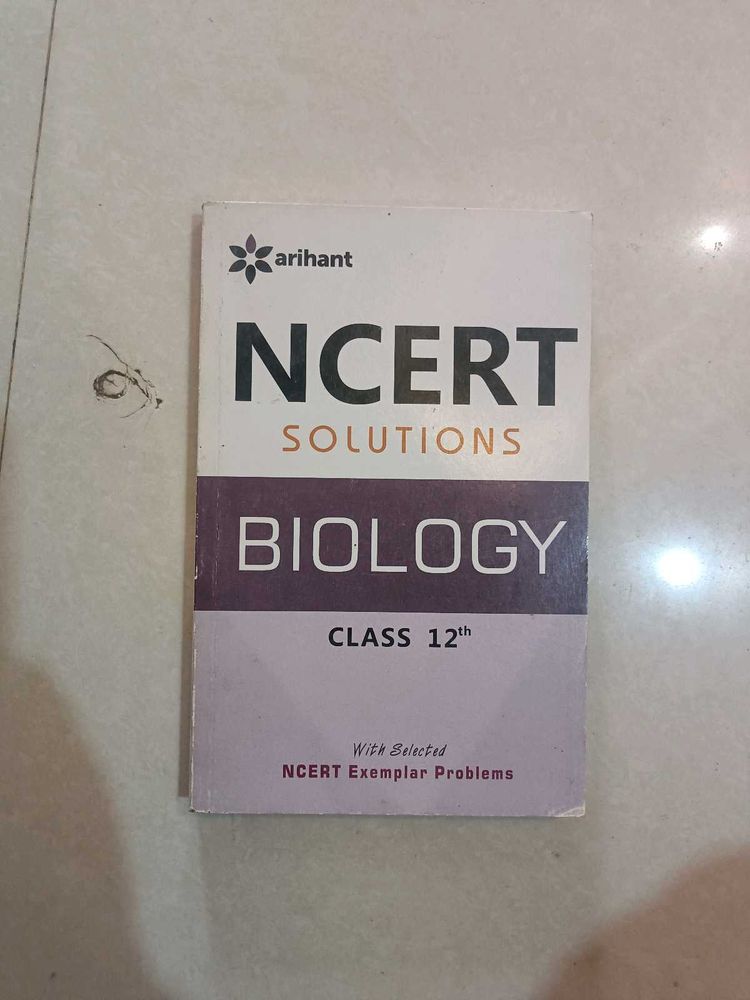 arihant
NCERT
SOLUTIONS
BIOLOGY
CLASS 12th
With Selected
NCERT Exemplar Problems